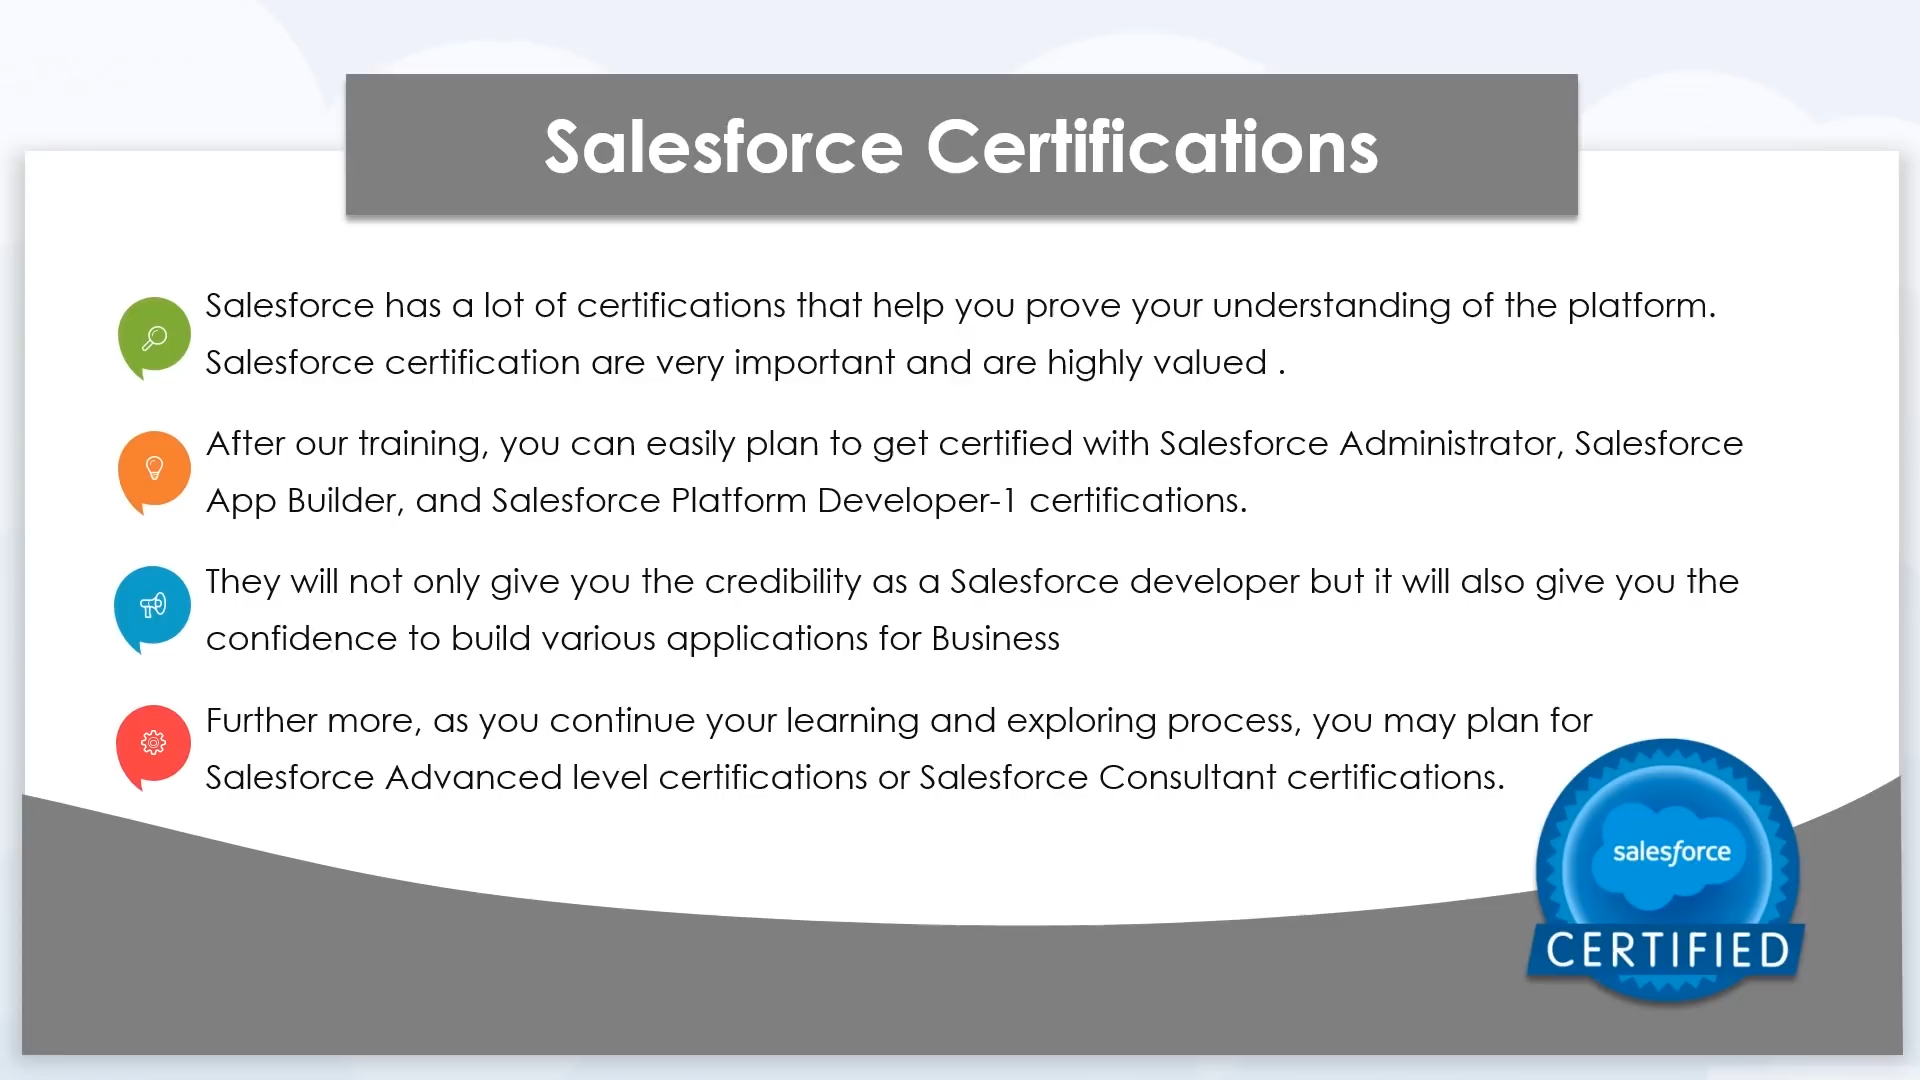 Salesforce Certifications
Salesforce has a lot of certifications that help you prove your understanding of the platform.
Salesforce certification are very important and are highly valued .
After our training, you can easily plan to get certified with Salesforce Administrator, Salesforce
App Builder, and Salesforce Platform Developer-1 certifications.
They will not only give you the credibility as a Salesforce developer but it will also give you the
confidence to build various applications for Business
Further more, as you continue your learning and exploring process, you may plan for
Salesforce Advanced level certifications or Salesforce Consultant certifications.
salesforce
CERTIFIED